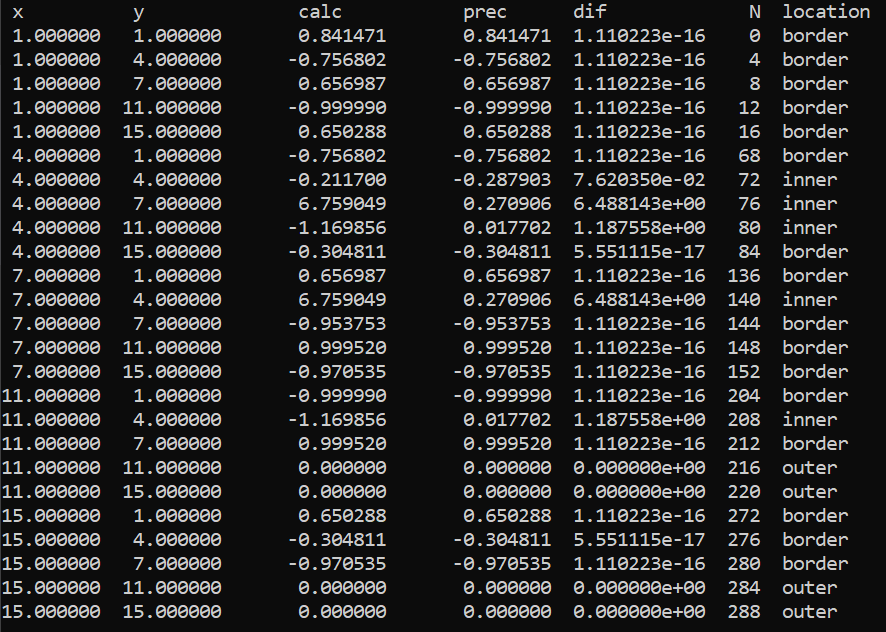 x y calc prec dif N location
1.000000 1.000000 0.841471 0.841471 1.110223e-16 0 border
1.000000 4.000000 -0.756802 -0.756802 1.110223e-16 4 border
1.000000 7.000000 0.656987 0.656987 1.110223e-16 8 border
1.000000 11.000000 -0.999990 -0.999990 1.110223e-16 12 border
1.000000 15.000000 0.650288 0.650288 1.110223e-16 16 border
4.000000 1.000000 -0.756802 -0.756802 1.110223e-16 68 border
4.000000 4.000000 -0.211700 -0.287903 7.620350e-02 72 inner
4.000000 7.000000 6.759049 0.270906 6.488143e+00 76 inner
4.000000 11.000000 -1.169856 0.017702 1.187558e+00 80 inner
4.000000 15.000000 -0.304811 -0.304811 5.551115e-17 84 border
7.000000 1.000000 0.656987 0.656987 1.110223e-16 136 border
7.000000 4.000000 6.759049 0.270906 6.488143e+00 140 inner
7.000000 7.000000 -0.953753 -0.953753 1.110223e-16 144 border
7.000000 11.000000 0.999520 0.999520 1.110223e-16 148 border
7.000000 15.000000 -0.970535 -0.970535 1.110223e-16 152 border
11.000000 1.000000 -0.999990 -0.999990 1.110223e-16 204 border
11.000000 4.000000 -1.169856 0.017702 1.187558e+00 208 inner
11.000000 7.000000 0.999520 0.999520 1.110223e-16 212 border
11.000000 11.000000 0.000000 0.000000 0.000000e+00 216 outer
11.000000 15.000000 0.000000 0.000000 0.000000e+00 220 outer
15.000000 1.000000 0.650288 0.650288 1.110223e-16 272 border
15.000000 4.000000 -0.304811 -0.304811 5.551115e-17 276 border
15.000000 7.000000 -0.970535 -0.970535 1.110223e-16 280 border
15.000000 11.000000 0.000000 0.000000 0.000000e+00 284 outer
15.000000 15.000000 0.000000 0.000000 0.000000e+00 288 outer